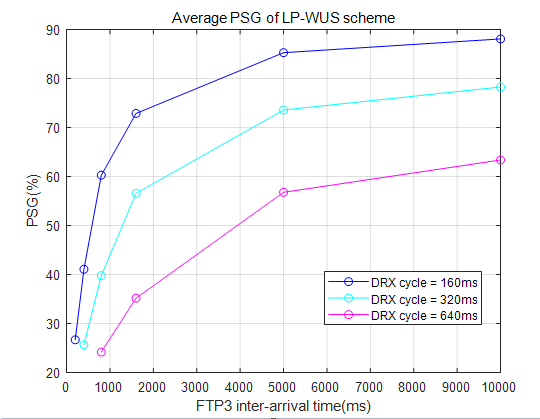 Average PSG of LP-WUS scheme
90
80
70
60
50
40
30
20
PSG(%)
DRX cycle = 160ms
DRX cycle = 320ms
DRX cycle = 640ms
0 1000 2000 3000 4000 5000 6000 7000 8000 9000 10000
FTP3 inter-arrival time(ms)